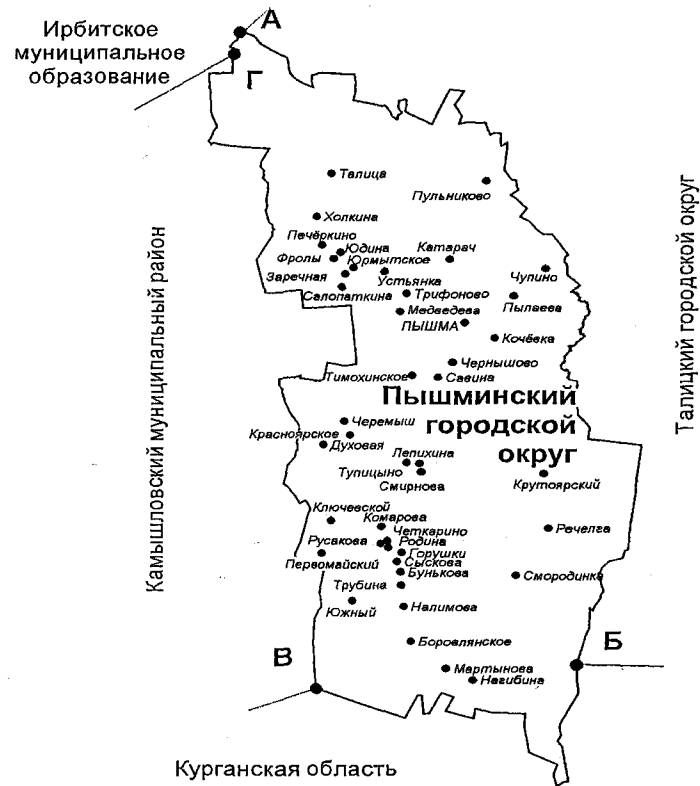 Ирбитское
муниципальное
образование
А
Г
Камышловский муниципальный район
Талицкий городской округ
Талица
Пульниково
Холкина
Печёркино
Юдина
Катарач
Фролы
Юрмытское
Заречная
Устьянка
Чупино
Салопаткина
Трифоново
Пылаева
Медведева
ПЫШМА
Кочёвка
Чернышово
Тимохинское
Савина
Пышминский
городской
округ
Черемыш
Красноярское
Духовая
Лепихина
Тупицыно
Смирнова
Крутоярский
Ключевской
Комарова
Четкарино
Речелга
Русакова
Родина
Горушки
Первомайский
Сыскова
Бунькова
Смородинка
Трубина
Южный
Налимова
Боровлянское
В
Б
Мартынова
Нагибина
Курганская область